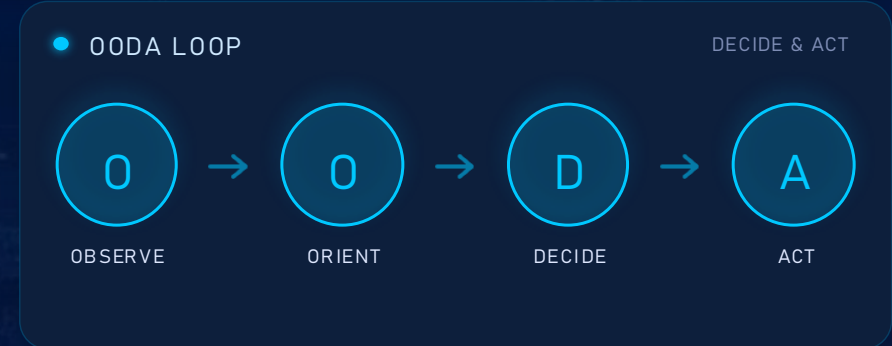 OODA LOOP
DECIDE & ACT
O O D A
OBSERVE ORIENT DECIDE ACT